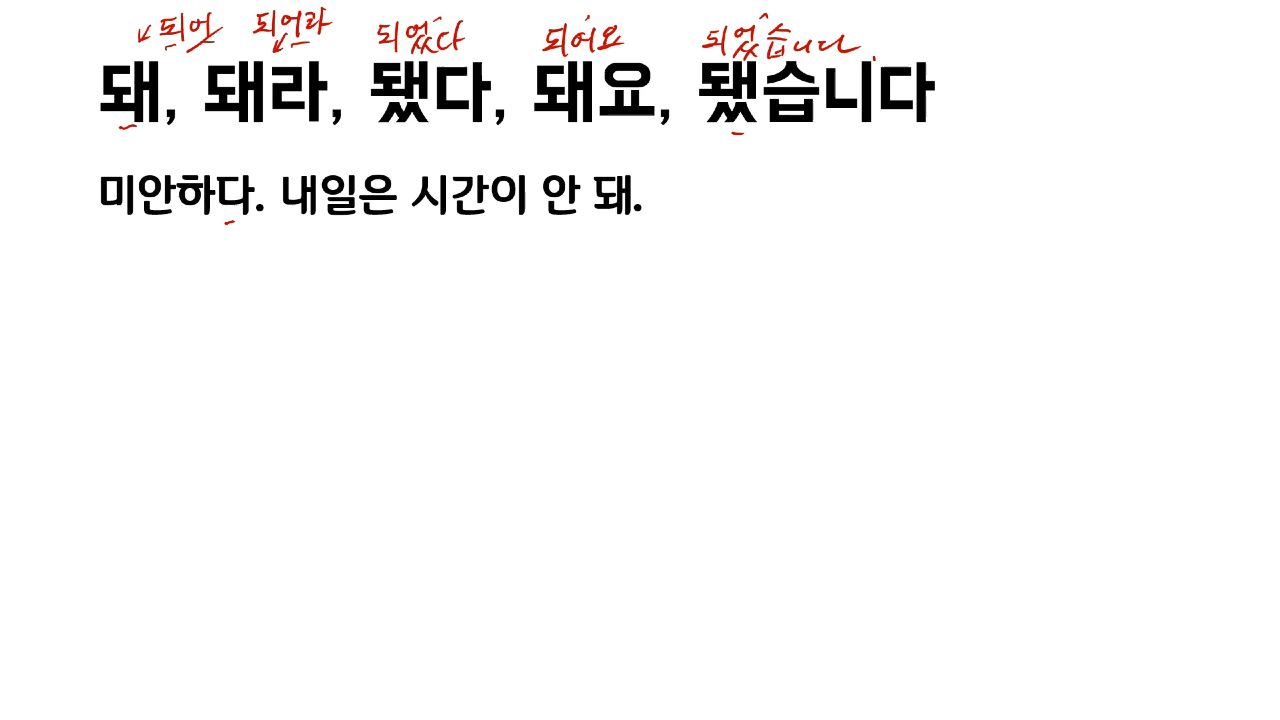 되어 되어라 되었다 되어요 되었습니다
돼, 돼라, 됐다, 돼요, 됐습니다
미안하다. 내일은 시간이 안 돼.